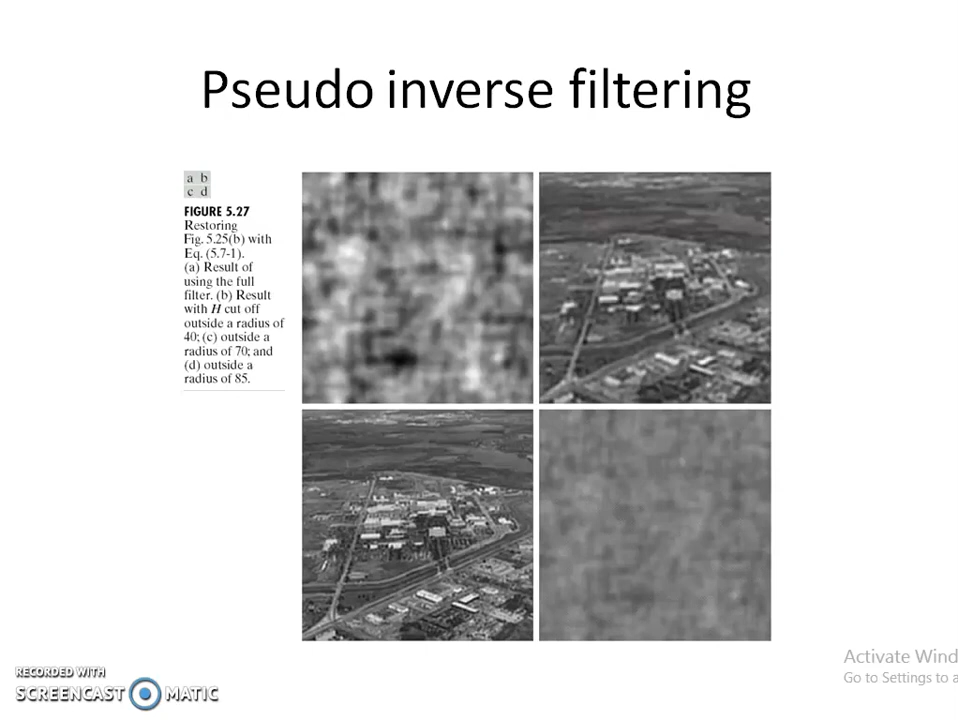 Pseudo inverse filtering
a b
c d
FIGURE 5.27
Restoring
Fig. 5.25(b) with
Eq. (5.7-1).
(a) Result of
using the full
filter. (b) Result
with H cut off
outside a radius of
40; (c) outside a
radius of 70; and
(d) outside a
radius of 85.
Activate Wind
Go to Settings to a
RECORDED WITH
SCREENCAST MATIC